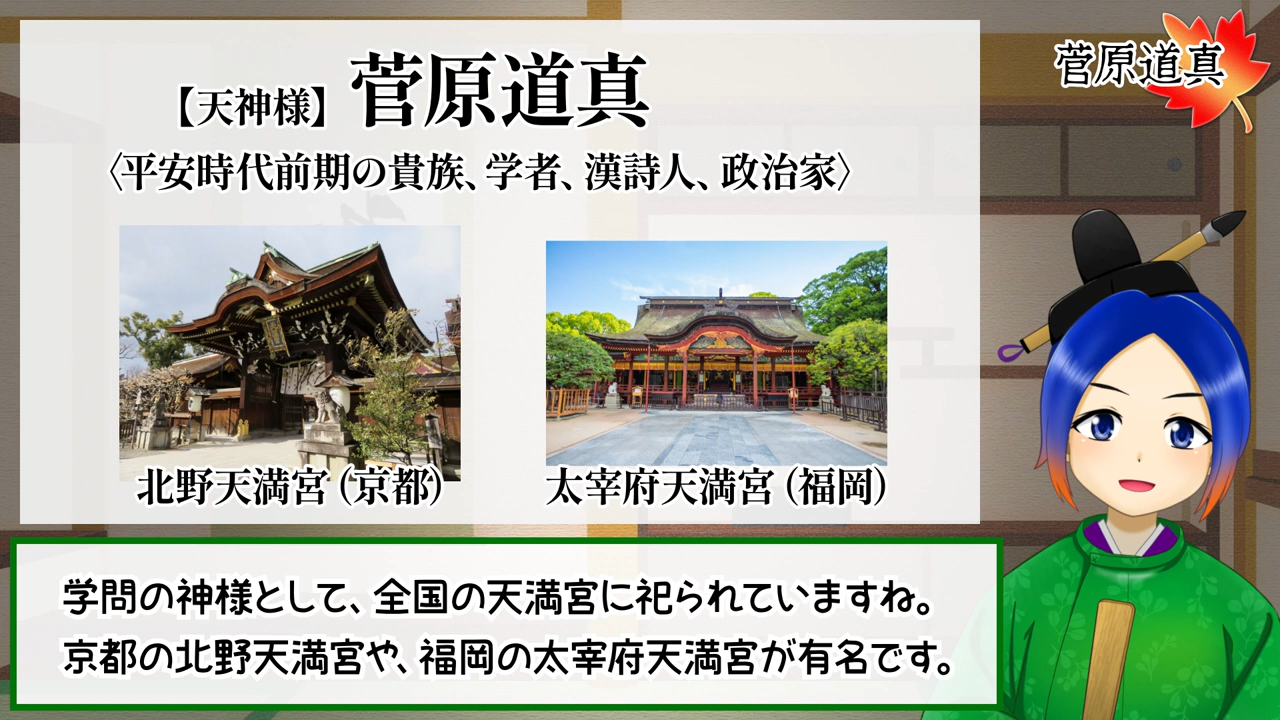 【天神様】菅原道真
菅原道真
〈平安時代前期の貴族、学者、漢詩人、政治家〉
北野天満宮(京都)
太宰府天満宮(福岡)
学問の神様として、全国の天満宮に祀られていますね。
京都の北野天満宮や、福岡の太宰府天満宮が有名です。